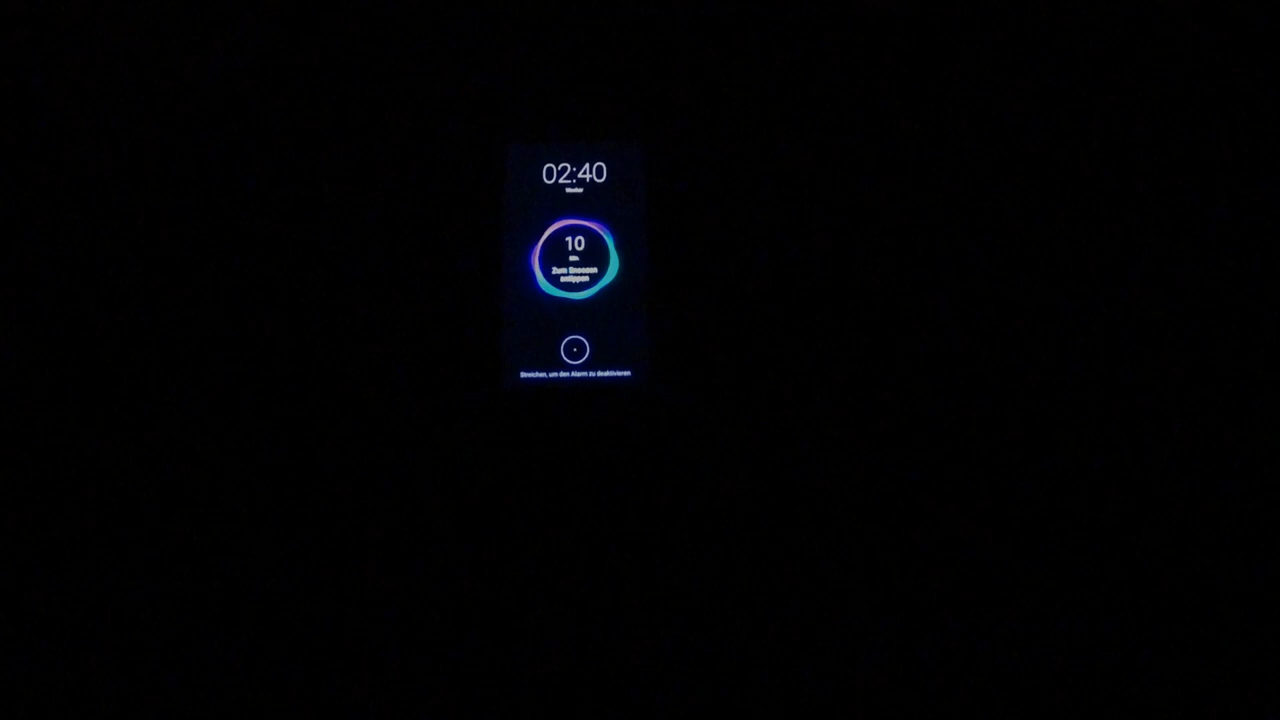 02:40
Wecker
10
Min.
Zum Snoozen
antippen
Streichen, um den Alarm zu deaktivieren